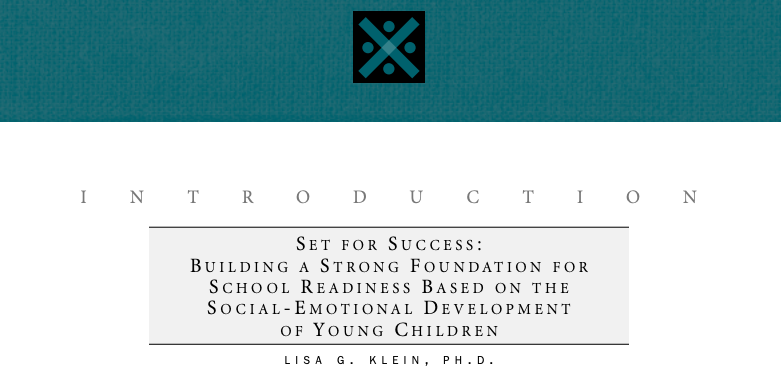 INTRODUCTION
SET FOR SUCCESS:
BUILDING A STRONG FOUNDATION FOR
SCHOOL READINESS BASED ON THE
SOCIAL-EMOTIONAL DEVELOPMENT
OF YOUNG CHILDREN
LISA G. KLEIN, PH.D.